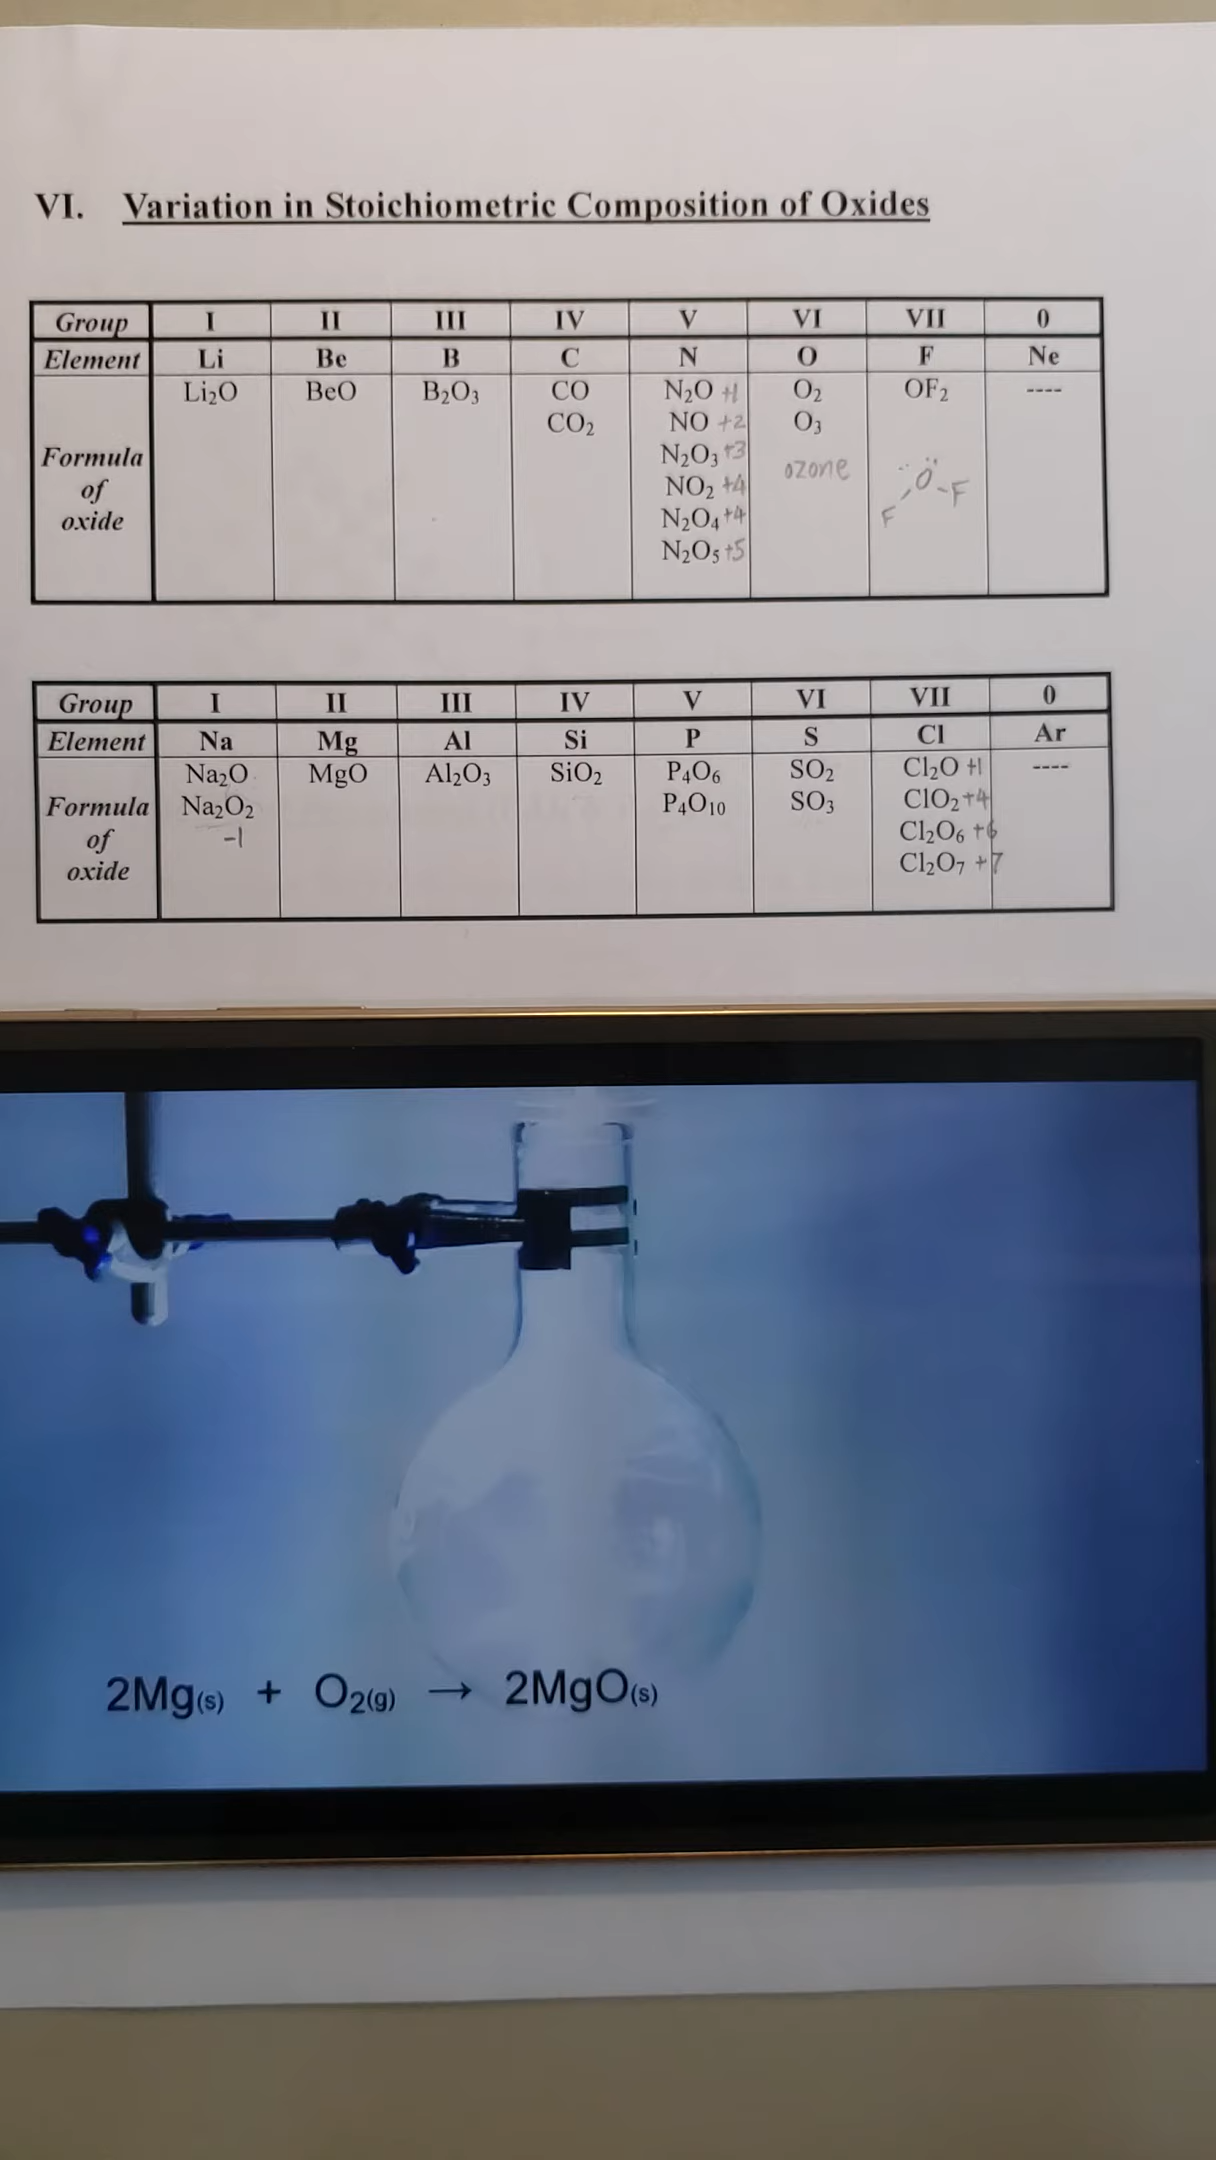 VI. Variation in Stoichiometric Composition of Oxides
Group I II III IV V VI VII 0
Element Li Be B C N O F Ne
Formula of oxide
Li₂O BeO B₂O₃ CO N₂O +1 O₂ OF₂ ----
CO₂ NO +2 O₃
N₂O₃ +3
NO₂ +4 ozone Ö-F
N₂O₄ +4 F
N₂O₅ +5
Group I II III IV V VI VII 0
Element Na Mg Al Si P S Cl Ar
Formula of oxide
Na₂O MgO Al₂O₃ SiO₂ P₄O₆ SO₂ Cl₂O +1 ----
Na₂O₂ P₄O₁₀ SO₃ ClO₂ +4
-1 Cl₂O₆ +6
Cl₂O₇ +7
2Mg(s) + O₂(g) → 2MgO(s)